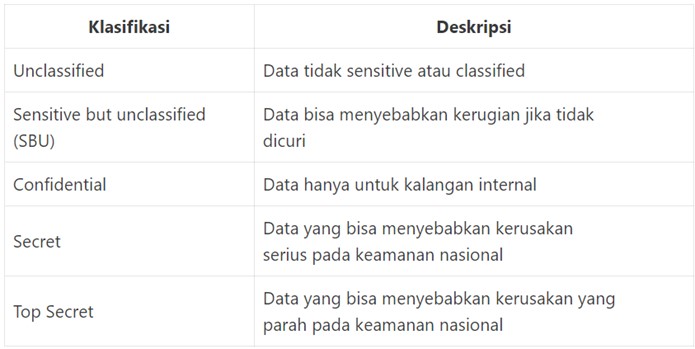 Klasifikasi Deskripsi
Unclassified Data tidak sensitive atau classified
Sensitive but unclassified Data bisa menyebabkan kerugian jika tidak
(SBU) dicuri
Confidential Data hanya untuk kalangan internal
Secret Data yang bisa menyebabkan kerusakan
serius pada keamanan nasional
Top Secret Data yang bisa menyebabkan kerusakan yang
parah pada keamanan nasional